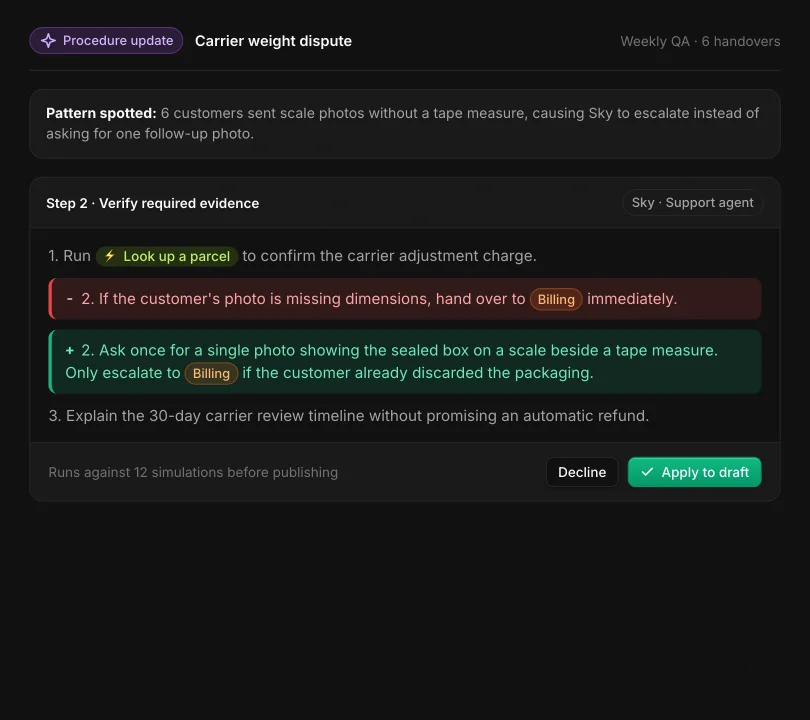 Procedure update
Carrier weight dispute
Weekly QA · 6 handovers
Pattern spotted: 6 customers sent scale photos without a tape measure, causing Sky to escalate instead of
asking for one follow-up photo.
Step 2 · Verify required evidence
Sky · Support agent
1. Run ⚡ Look up a parcel to confirm the carrier adjustment charge.
- 2. If the customer's photo is missing dimensions, hand over to Billing immediately.
+ 2. Ask once for a single photo showing the sealed box on a scale beside a tape measure.
Only escalate to Billing if the customer already discarded the packaging.
3. Explain the 30-day carrier review timeline without promising an automatic refund.
Runs against 12 simulations before publishing
Decline
✓ Apply to draft